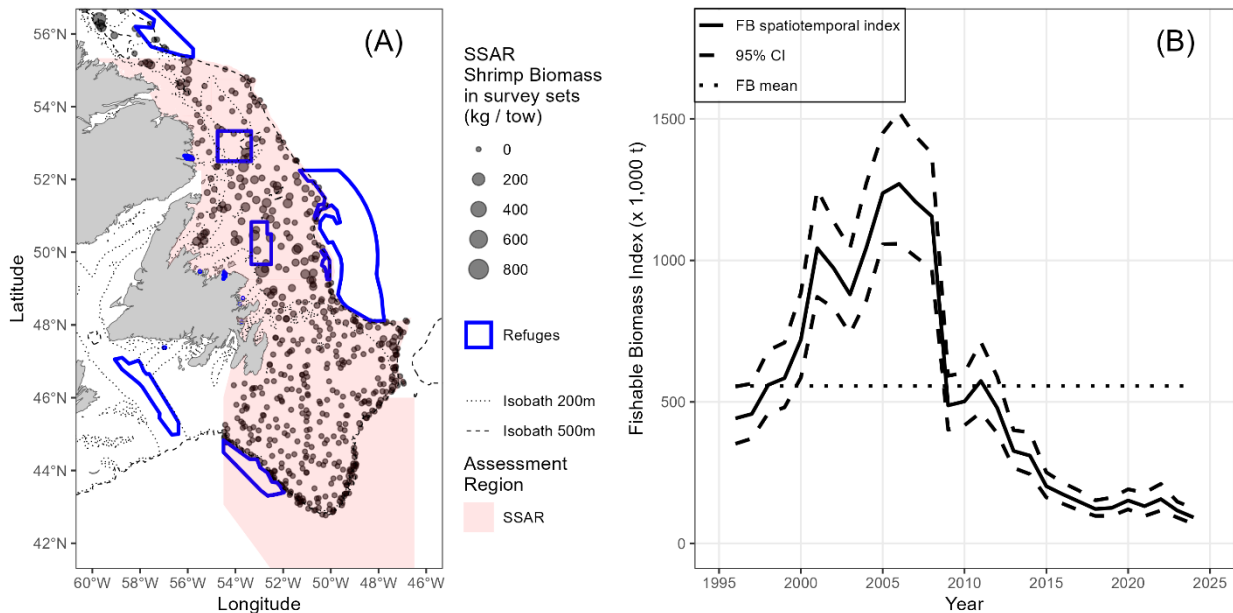 (A)
56°N
54°N
52°N
50°N
48°N
46°N
44°N
42°N
Latitude
60°W 58°W 56°W 54°W 52°W 50°W 48°W 46°W
Longitude
SSAR
Shrimp Biomass
in survey sets
(kg / tow)
0
200
400
600
800
Refuges
Isobath 200m
Isobath 500m
Assessment
Region
SSAR
(B)
FB spatiotemporal index
95% CI
FB mean
1500
1000
500
0
Fishable Biomass Index (x 1,000 t)
1995 2000 2005 2010 2015 2020 2025
Year